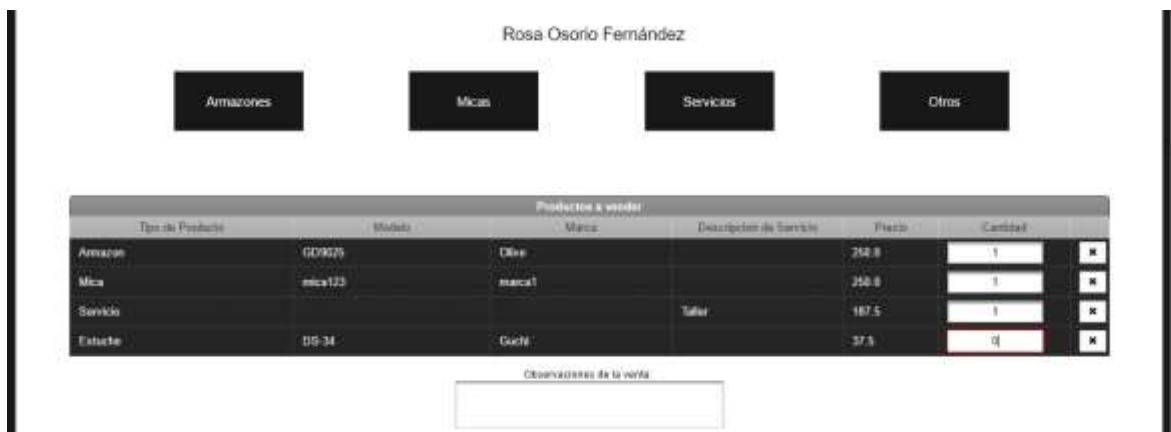 Rosa Osorio Fernández
Armazones Micas Servicios Otros
Productos a vender
Tipo de Producto Modelo Marca Descripcion de Servicio Precio Cantidad
Armazon GD9025 Olive 250.0 1
Mica mica123 marca1 250.0 1
Servicio Taller 187.5 1
Estuche DS-34 Guchi 37.5 0
Observaciones de la venta